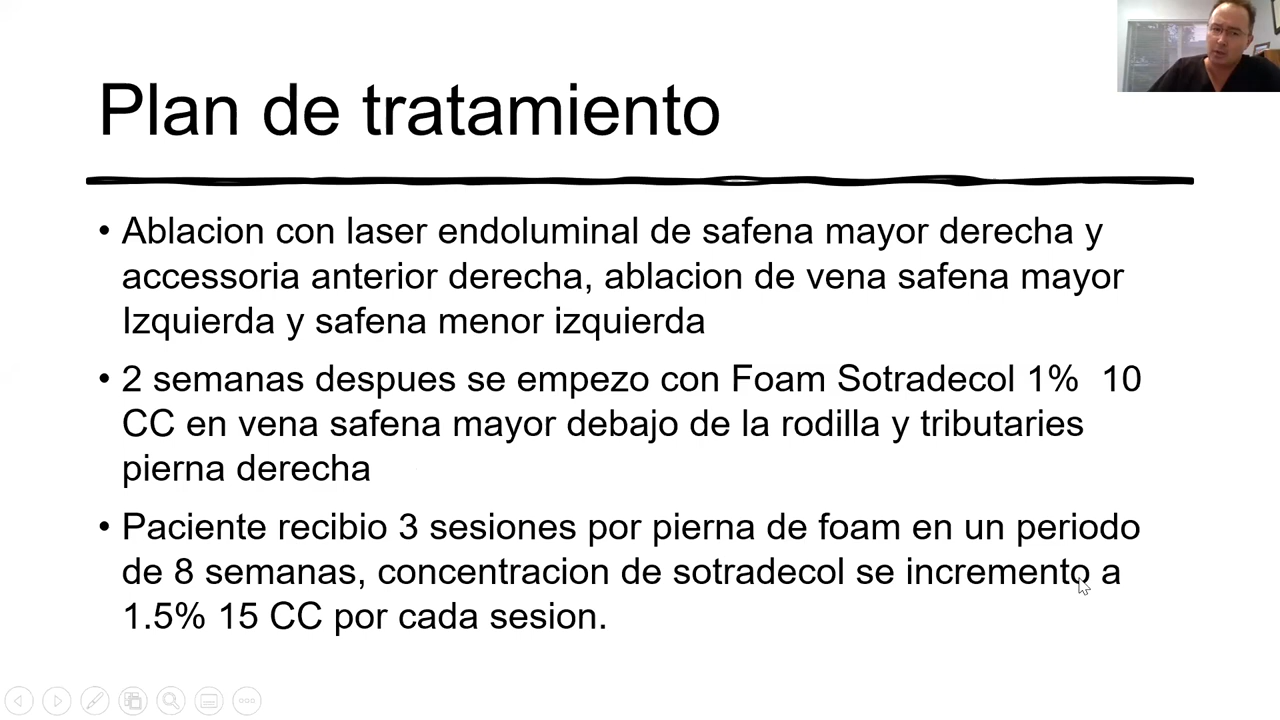 Plan de tratamiento
• Ablacion con laser endoluminal de safena mayor derecha y
accessoria anterior derecha, ablacion de vena safena mayor
Izquierda y safena menor izquierda
• 2 semanas despues se empezo con Foam Sotradecol 1% 10
CC en vena safena mayor debajo de la rodilla y tributaries
pierna derecha
• Paciente recibio 3 sesiones por pierna de foam en un periodo
de 8 semanas, concentracion de sotradecol se incremento a
1.5% 15 CC por cada sesion.